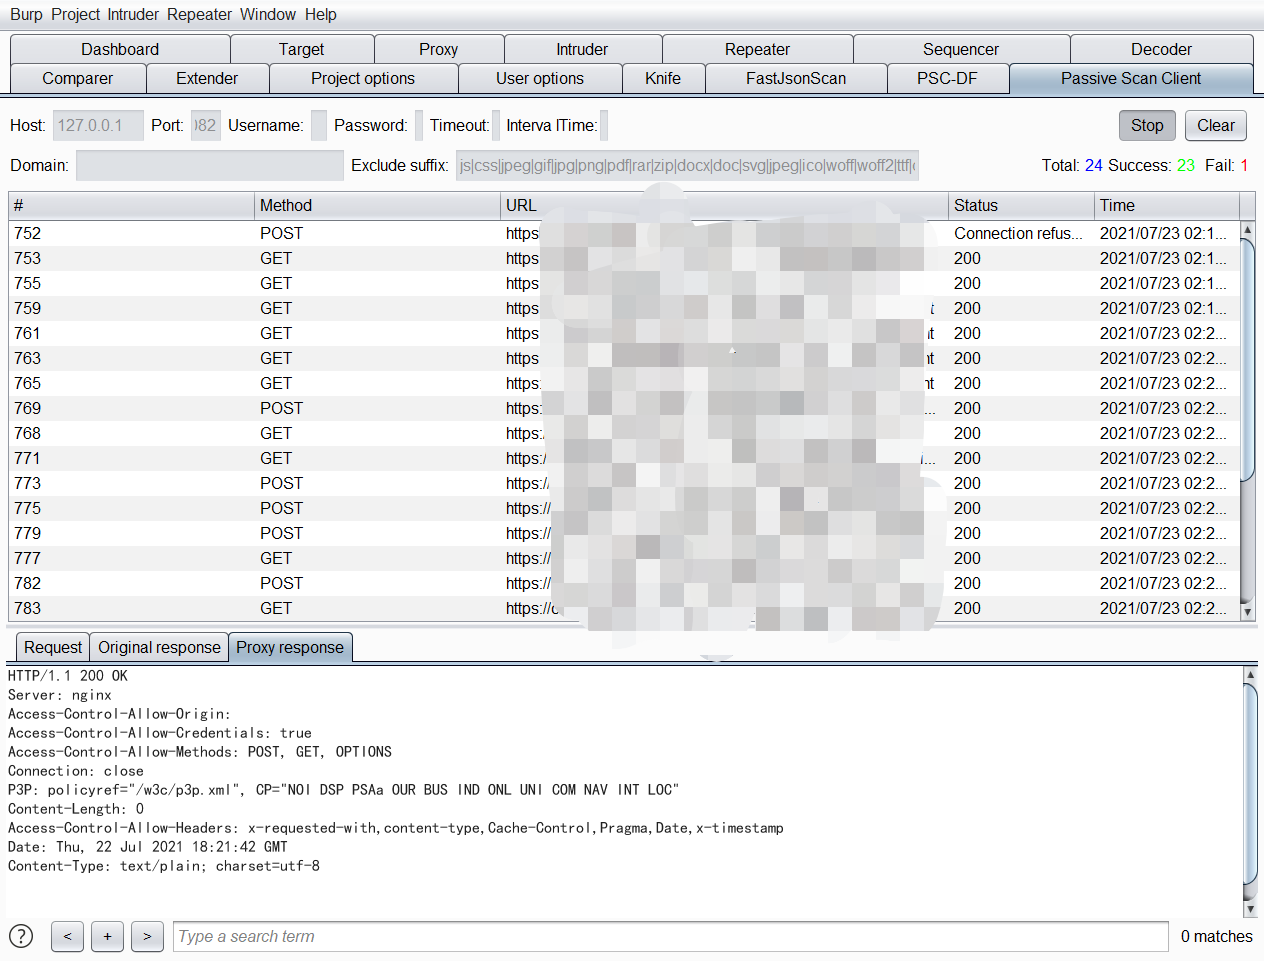 Burp Project Intruder Repeater Window Help
Dashboard Target Proxy Intruder Repeater Sequencer Decoder
Comparer Extender Project options User options Knife FastJsonScan PSC-DF Passive Scan Client
Host: 127.0.0.1 Port: 82 Username: Password: Timeout: Interva lTime: Stop Clear
Domain: Exclude suffix: js|css|jpeg|gif|jpg|png|pdf|rar|zip|docx|doc|svg|jpeg|ico|woff|woff2|ttf| Total: 24 Success: 23 Fail: 1
# Method URL Status Time
752 POST https Connection refus... 2021/07/23 02:1...
753 GET https 200 2021/07/23 02:1...
755 GET https 200 2021/07/23 02:1...
759 GET https t 200 2021/07/23 02:1...
761 GET https nt 200 2021/07/23 02:2...
763 GET https nt 200 2021/07/23 02:2...
765 GET https: nt 200 2021/07/23 02:2...
769 POST https: ... 200 2021/07/23 02:2...
768 GET https:/ 200 2021/07/23 02:2...
771 GET https:/ i... 200 2021/07/23 02:2...
773 POST https:// 200 2021/07/23 02:2...
775 POST https:// 200 2021/07/23 02:2...
779 POST https:// 200 2021/07/23 02:2...
777 GET https:// 200 2021/07/23 02:2...
782 POST https:// 200 2021/07/23 02:2...
783 GET https:// 200 2021/07/23 02:2...
Request Original response Proxy response
HTTP/1.1 200 OK
Server: nginx
Access-Control-Allow-Origin:
Access-Control-Allow-Credentials: true
Access-Control-Allow-Methods: POST, GET, OPTIONS
Connection: close
P3P: policyref="/w3c/p3p.xml", CP="NOI DSP PSAa OUR BUS IND ONL UNI COM NAV INT LOC"
Content-Length: 0
Access-Control-Allow-Headers: x-requested-with,content-type,Cache-Control,Pragma,Date,x-timestamp
Date: Thu, 22 Jul 2021 18:21:42 GMT
Content-Type: text/plain; charset=utf-8
? < + > Type a search term 0 matches